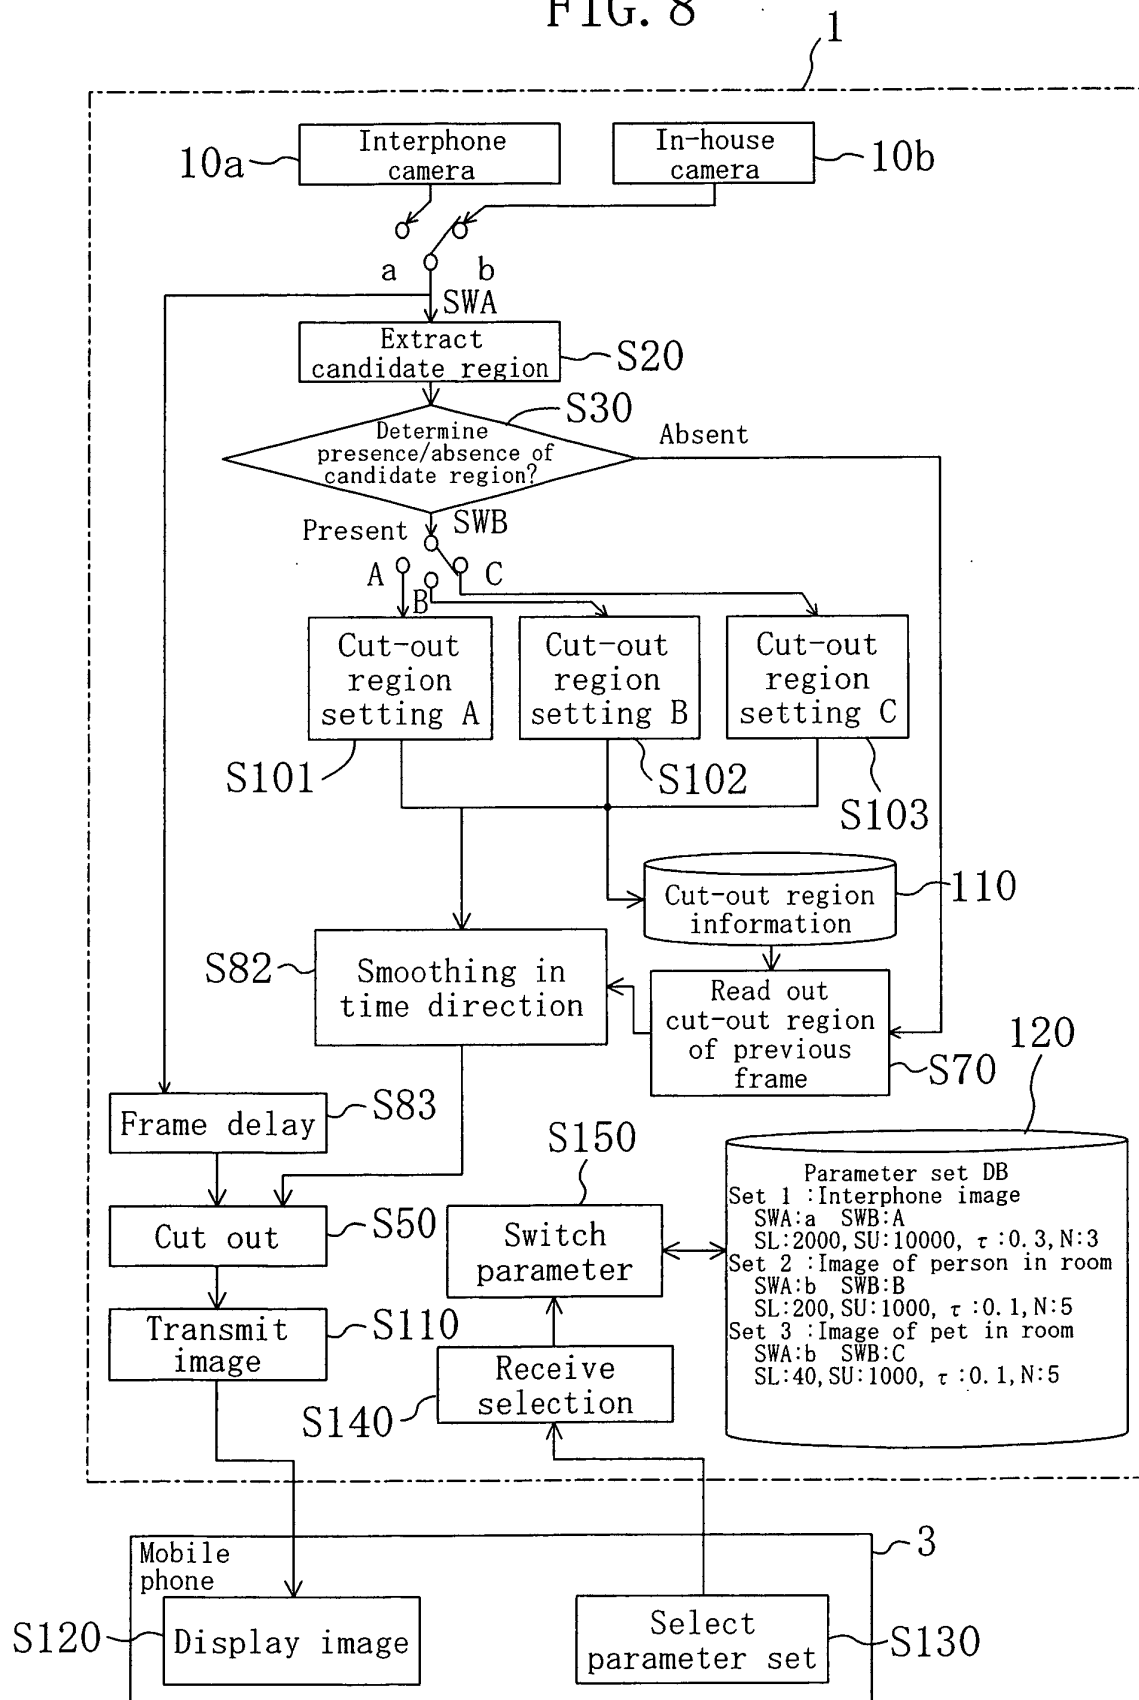 FIG. 8
1
Interphone
camera
10a
In-house
camera
10b
a
b
SWA
Extract
candidate region
S20
S30
Determine
presence/absence of
candidate region?
Absent
Present
SWB
A
B
C
Cut-out
region
setting A
Cut-out
region
setting B
Cut-out
region
setting C
S101
S102
S103
Cut-out region
information
110
S82
Smoothing in
time direction
Read out
cut-out region
of previous
frame
S70
120
Frame delay
S83
S150
Cut out
S50
Switch
parameter
Parameter set DB
Set 1 :Interphone image
SWA:a SWB:A
SL:2000, SU:10000, τ:0.3, N:3
Set 2 :Image of person in room
SWA:b SWB:B
SL:200, SU:1000, τ:0.1, N:5
Set 3 :Image of pet in room
SWA:b SWB:C
SL:40, SU:1000, τ:0.1, N:5
Transmit
image
S110
Receive
selection
S140
3
Mobile
phone
S120
Display image
Select
parameter set
S130